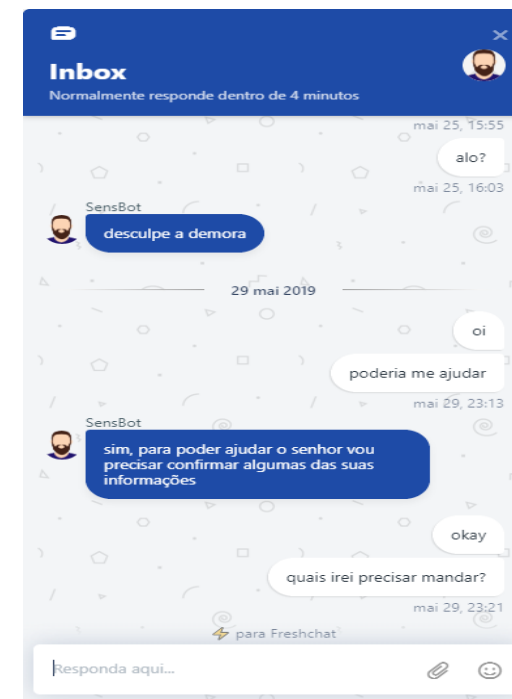 Inbox
Normalmente responde dentro de 4 minutos
mai 25, 15:55
alo?
mai 25, 16:03
SensBot
desculpe a demora
29 mai 2019
oi
poderia me ajudar
mai 29, 23:13
SensBot
sim, para poder ajudar o senhor vou
precisar confirmar algumas das suas
informações
okay
quais irei precisar mandar?
mai 29, 23:21
para Freshchat
Responda aqui...